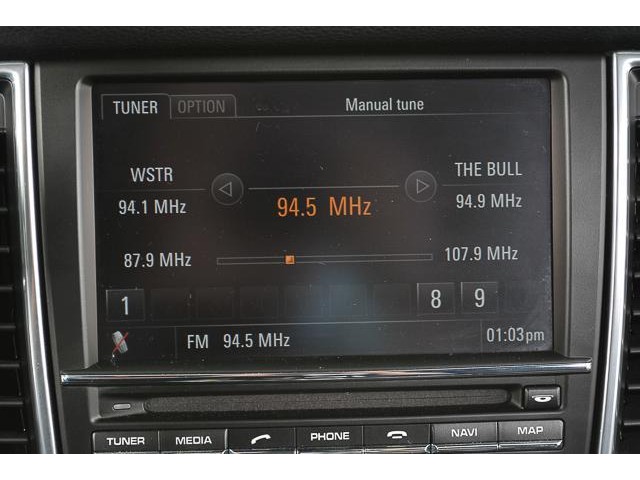 TUNER OPTION Manual tune
WSTR THE BULL
94.1 MHz 94.5 MHz 94.9 MHz
87.9 MHz 107.9 MHz
1 8 9
FM 94.5 MHz 01:03pm
TUNER MEDIA PHONE NAVI MAP